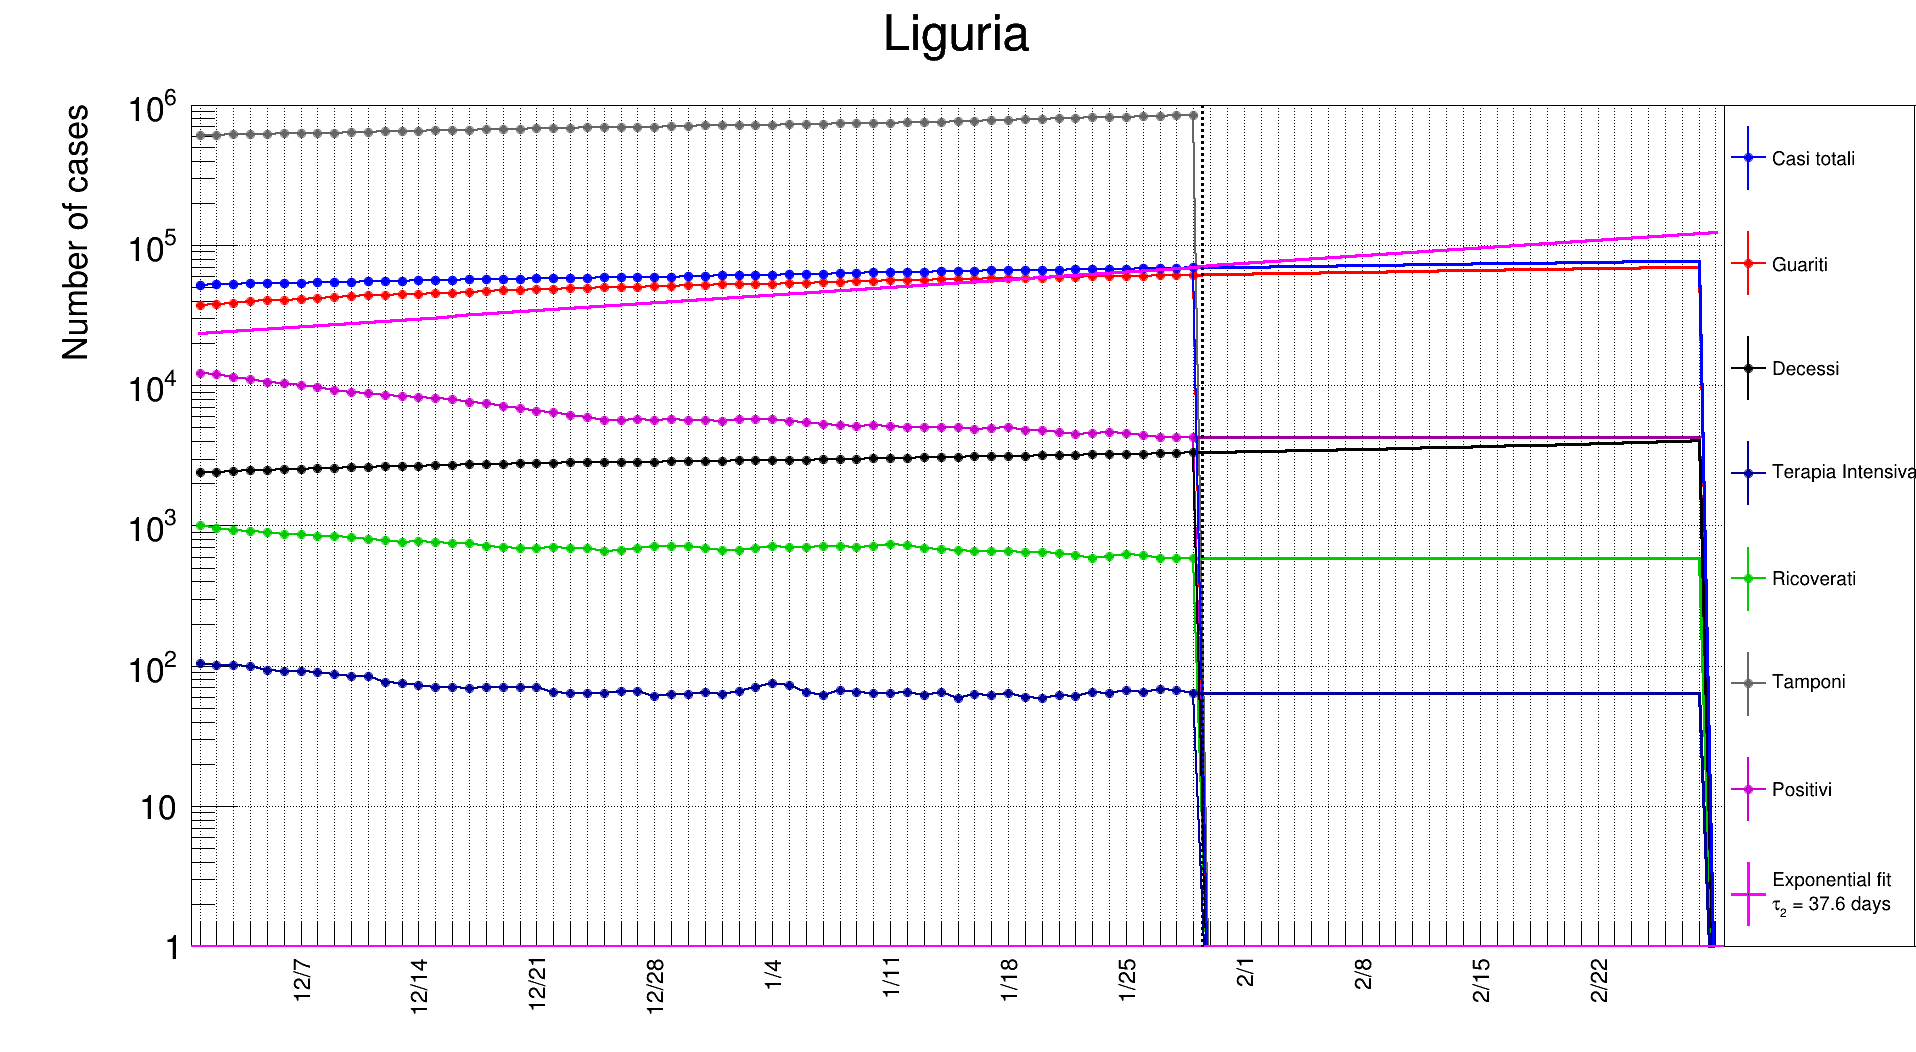 Liguria
Number of cases
10^6
10^5
10^4
10^3
10^2
10
1
12/7
12/14
12/21
12/28
1/4
1/11
1/18
1/25
2/1
2/8
2/15
2/22
Casi totali
Guariti
Decessi
Terapia Intensiva
Ricoverati
Tamponi
Positivi
Exponential fit
τ_2 = 37.6 days